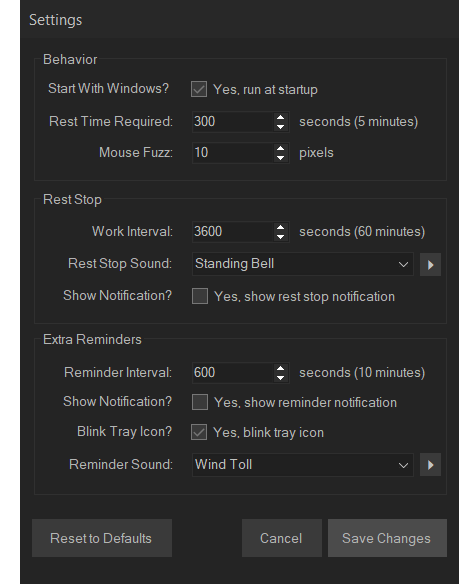 Settings
Behavior
Start With Windows? Yes, run at startup
Rest Time Required: 300 seconds (5 minutes)
Mouse Fuzz: 10 pixels
Rest Stop
Work Interval: 3600 seconds (60 minutes)
Rest Stop Sound: Standing Bell
Show Notification? Yes, show rest stop notification
Extra Reminders
Reminder Interval: 600 seconds (10 minutes)
Show Notification? Yes, show reminder notification
Blink Tray Icon? Yes, blink tray icon
Reminder Sound: Wind Toll
Reset to Defaults Cancel Save Changes